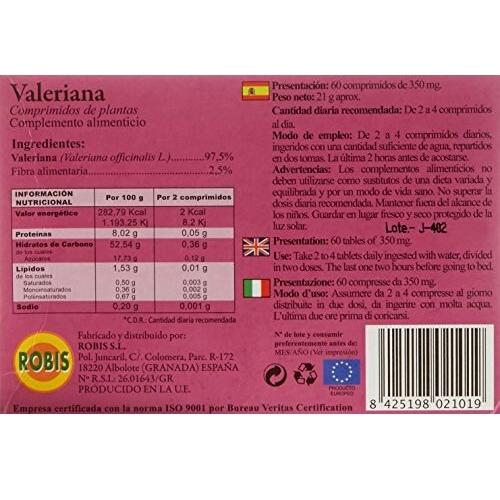 Valeriana
Comprimidos de plantas
Complemento alimenticio
Ingredientes:
Valeriana (Valeriana officinalis L.)..........97,5%
Fibra alimentaria....................................2,5%
INFORMACIÓN NUTRICIONAL | Por 100 g | Por 2 comprimidos
Valor energético | 282,79 Kcal 1.193,25 Kj | 2 Kcal 8,2 Kj
Proteinas | 8,02 g | 0,05 g
Hidratos de Carbono | 52,54 g | 0,36 g
de los cuales
Azúcares | 17,73 g | 0,12 g
Lípidos | 1,53 g | 0,01 g
de los cuales
Saturados | 0,50 g | 0,003 g
Monoinsaturados | 0,36 g | 0,002 g
Poliinsaturados | 0,67 g | 0,005 g
Sodio | 0,20 g | 0,001 g
*C.D.R.: Cantidad diaria recomendada
ROBIS
Fabricado y distribuido por:
ROBIS S.L.
Pol. Juncaril, C/. Colomera, Parc. R-172
18220 Albolote (GRANADA) ESPAÑA
Nº R.S.I.: 26.01643/GR
PRODUCIDO EN LA U.E.
Empresa certificada con la norma ISO 9001 por Bureau Veritas Certification
Presentación: 60 comprimidos de 350 mg.
Peso neto: 21 g aprox.
Cantidad diaria recomendada: De 2 a 4 comprimidos
al dia.
Modo de empleo: De 2 a 4 comprimidos diarios,
ingeridos con una cantidad suficiente de agua, repartidos
en dos tomas. La última 2 horas antes de acostarse.
Advertencias: Los complementos alimenticios no
deben utilizarse como sustitutos de una dieta variada y
equilibrada y por un modo de vida sano. No superar la
dosis diaria recomendada. Mantener fuera del alcance de
los niños. Guardar en lugar fresco y seco protegido de la
luz solar.
Lote.- J-402
Presentation: 60 tables of 350 mg.
Use: Take 2 to 4 tablets daily ingested with water, divided
in two doses. The last one two hours before going to bed.
Presentazione: 60 compresse da 350 mg.
Modo d'uso: Assumere da 2 a 4 compresse al giorno
distribuite in due dosi, da ingerire con molta acqua.
L'ultima due ore prima di coricarsi.
Nº de lote y consumir
preferentemente antes de:
MES/AÑO (Ver impresión)
PRODUCTO
EUROPEO
8 425198 021019